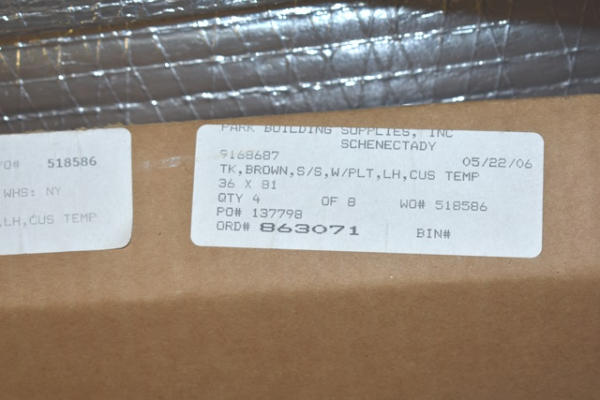 /O# 518586
WHS: NY
,LH,CUS TEMP
PARK BUILDING SUPPLIES, INC
SCHENECTADY
9168687 05/22/06
TK,BROWN,S/S,W/PLT,LH,CUS TEMP
36 X 81
QTY 4 OF 8 WO# 518586
PO# 137798
ORD# 863071 BIN#